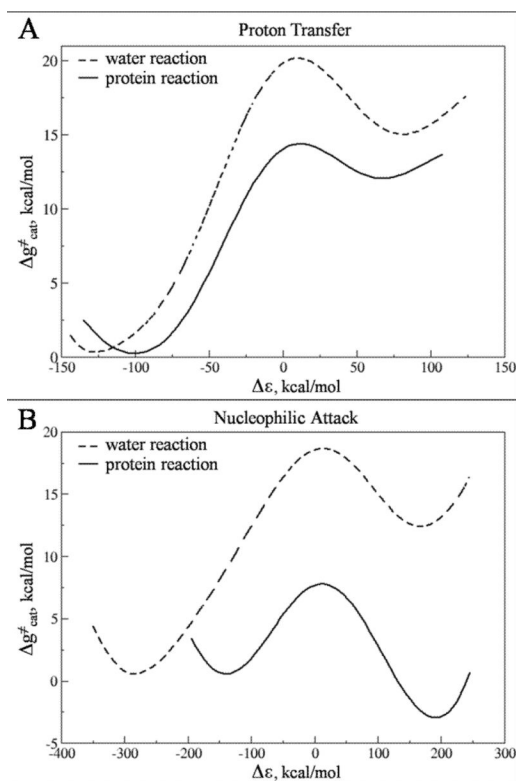 A
Proton Transfer
water reaction
protein reaction
20
15
10
5
0
-150 -100 -50 0 50 100 150
Δg≠cat, kcal/mol
Δε, kcal/mol
B
Nucleophilic Attack
water reaction
protein reaction
20
15
10
5
0
-5
-400 -300 -200 -100 0 100 200 300
Δg≠cat, kcal/mol
Δε, kcal/mol